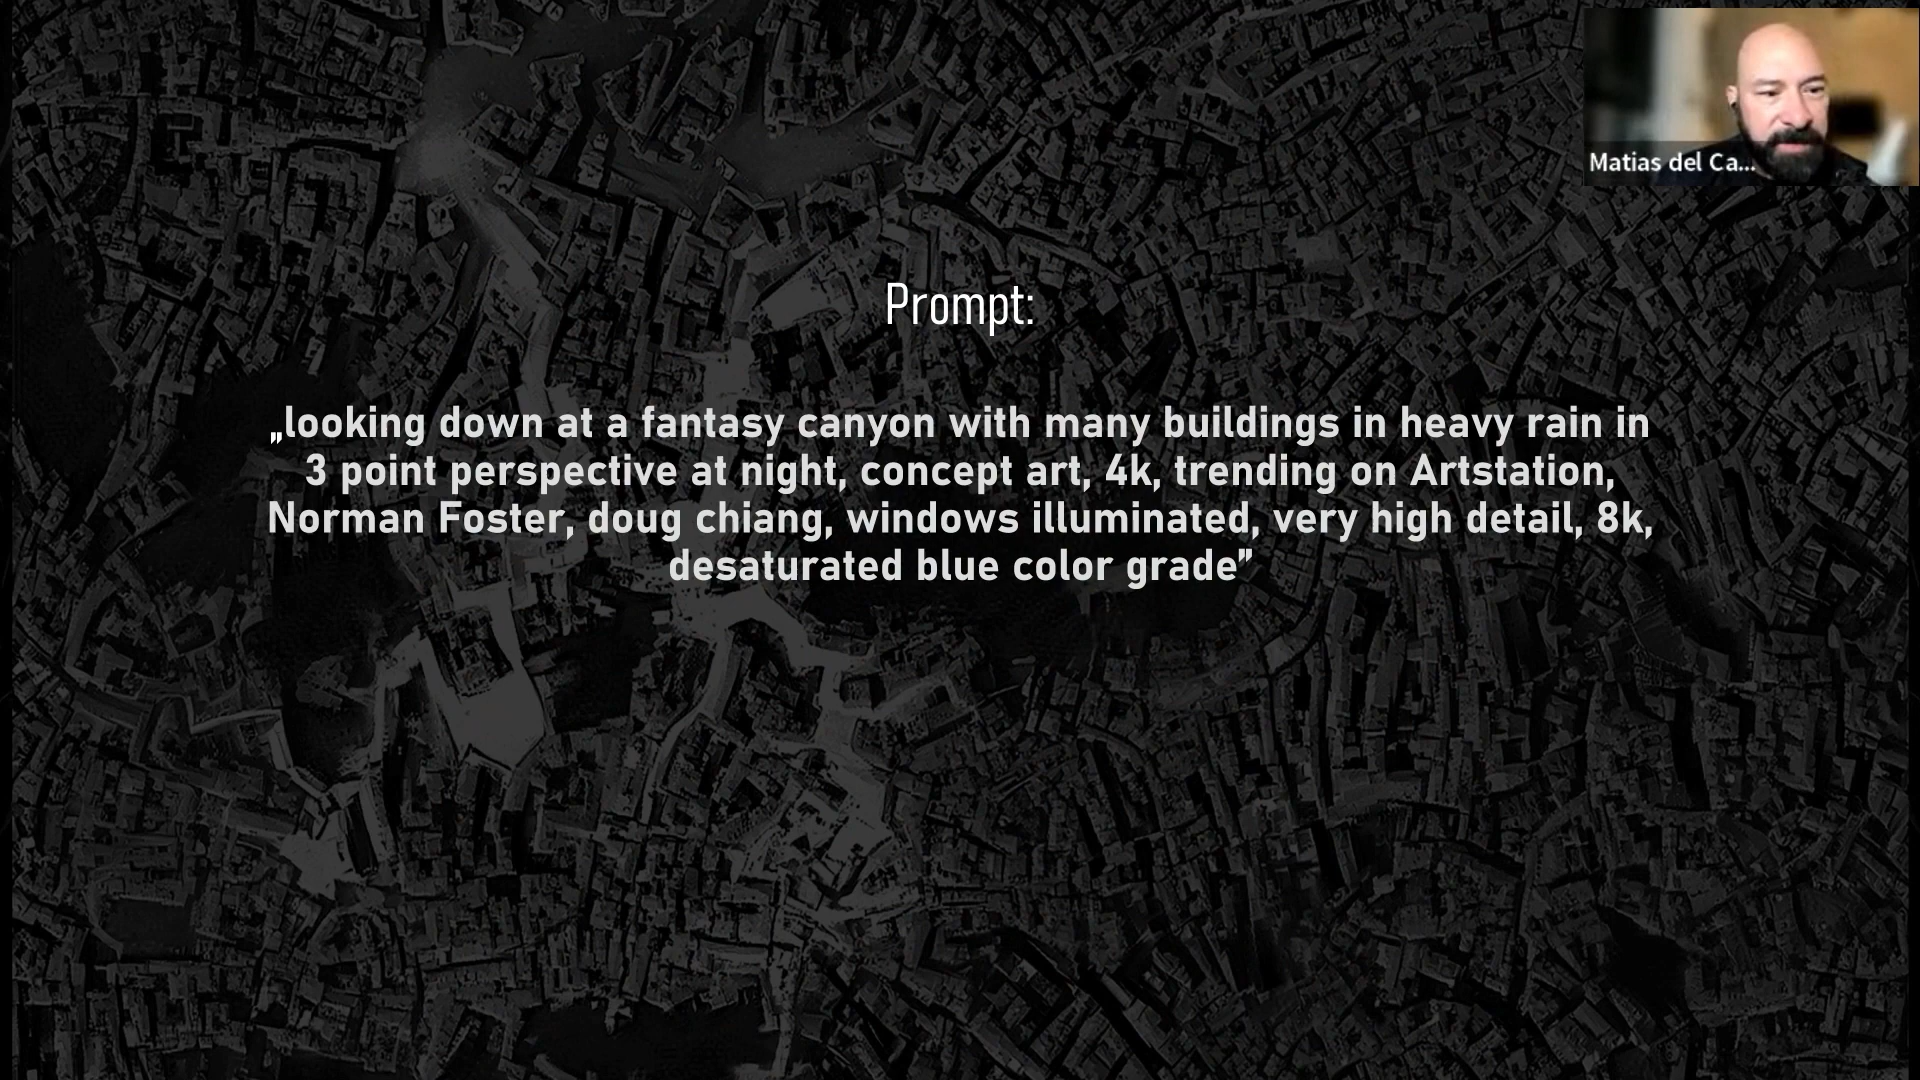 Matias del Ca...
Prompt:
„looking down at a fantasy canyon with many buildings in heavy rain in
3 point perspective at night, concept art, 4k, trending on Artstation,
Norman Foster, doug chiang, windows illuminated, very high detail, 8k,
desaturated blue color grade”